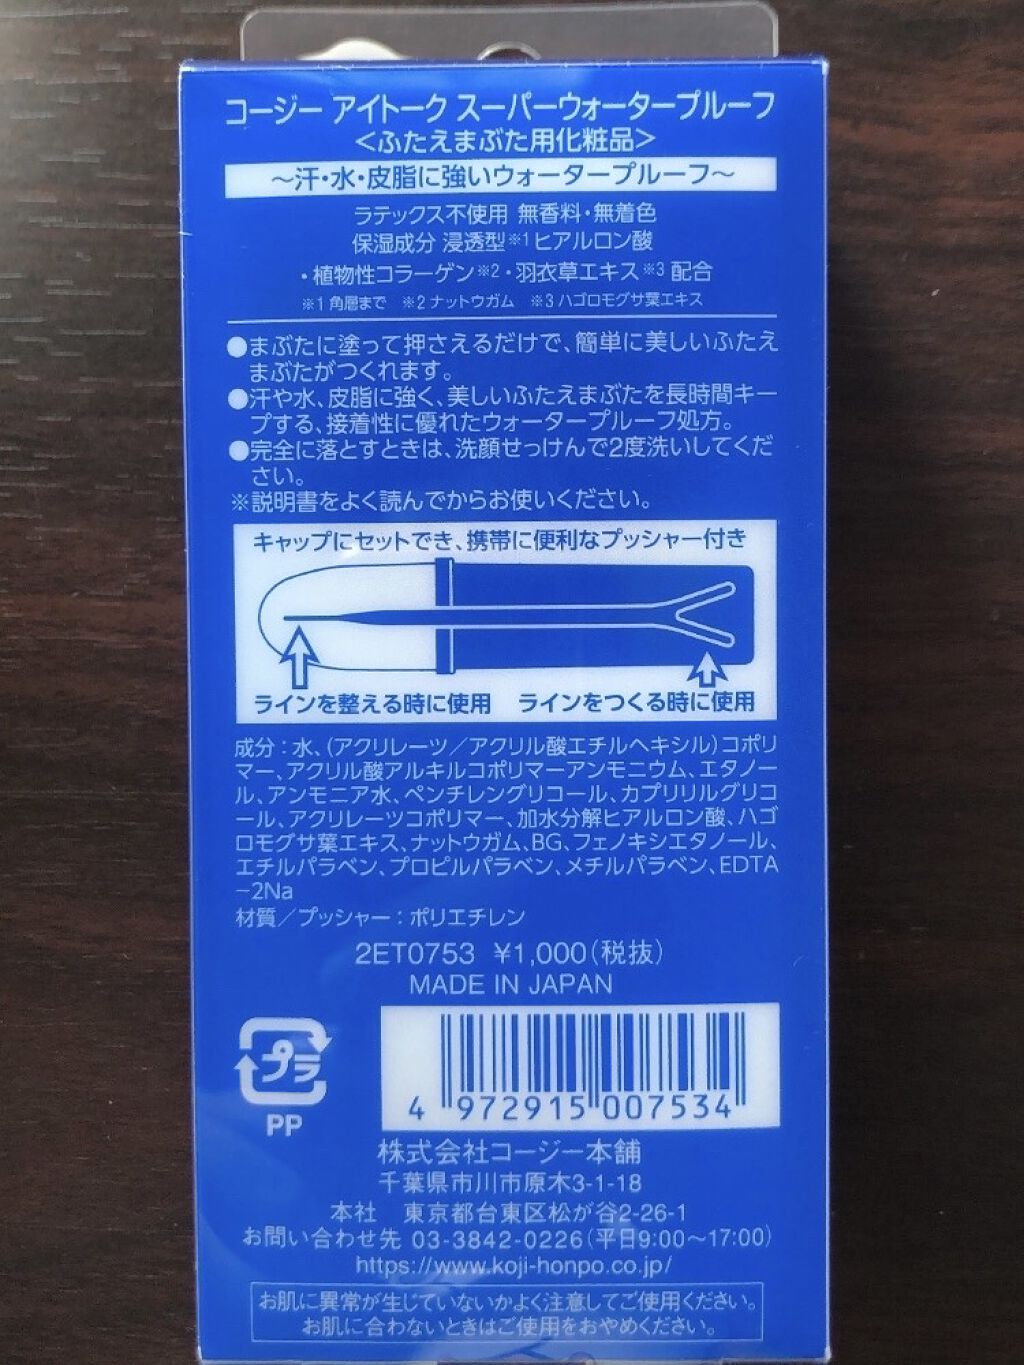 コージー アイトーク スーパーウォータープルーフ
<ふたえまぶた用化粧品>
～汗・水・皮脂に強いウォータープルーフ～
ラテックス不使用 無香料・無着色
保湿成分 浸透型※1ヒアルロン酸
・植物性コラーゲン※2・羽衣草エキス※3 配合
※1 角層まで ※2 ナットウガム ※3 ハゴロモグサ葉エキス
●まぶたに塗って押さえるだけで、簡単に美しいふたえ
まぶたがつくれます。
●汗や水、皮脂に強く、美しいふたえまぶたを長時間キー
プする、接着性に優れたウォータープルーフ処方。
●完全に落とすときは、洗顔せっけんで2度洗いしてくだ
さい。
※説明書をよく読んでからお使いください。
キャップにセットでき、携帯に便利なプッシャー付き
ラインを整える時に使用 ラインをつくる時に使用
成分：水、（アクリレーツ／アクリル酸エチルヘキシル）コポリ
マー、アクリル酸アルキルコポリマーアンモニウム、エタノー
ル、アンモニア水、ペンチレングリコール、カプリリルグリコ
ール、アクリレーツコポリマー、加水分解ヒアルロン酸、ハゴ
ロモグサ葉エキス、ナットウガム、BG、フェノキシエタノール、
エチルパラベン、プロピルパラベン、メチルパラベン、EDTA
－2Na
材質／プッシャー：ポリエチレン
2ET0753 ¥1,000（税抜）
MADE IN JAPAN
プラ
PP
4 972915 007534
株式会社コージー本舗
千葉県市川市原木3-1-18
本社 東京都台東区松が谷2-26-1
お問い合わせ先 03-3842-0226（平日9:00～17:00）
https://www.koji-honpo.co.jp/
お肌に異常が生じていないかよく注意してご使用ください。
お肌に合わないときはご使用をおやめください。